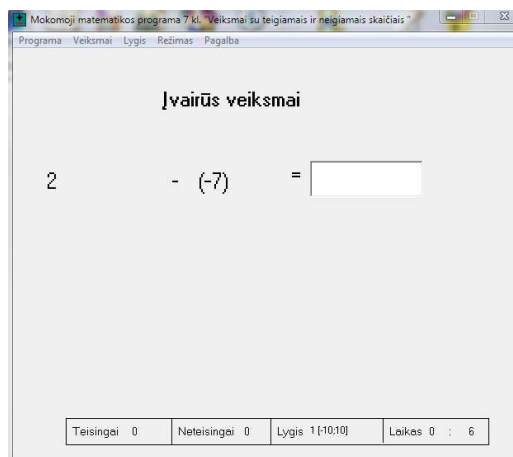 Mokomoji matematikos programa 7 kl. "Veiksmai su teigiamais ir neigiamais skaičiais "
Programa Veiksmai Lygis Režimas Pagalba
Įvairūs veiksmai
2 - (-7) =
Teisingai 0 Neteisingai 0 Lygis 1 [-10;10] Laikas 0 : 6